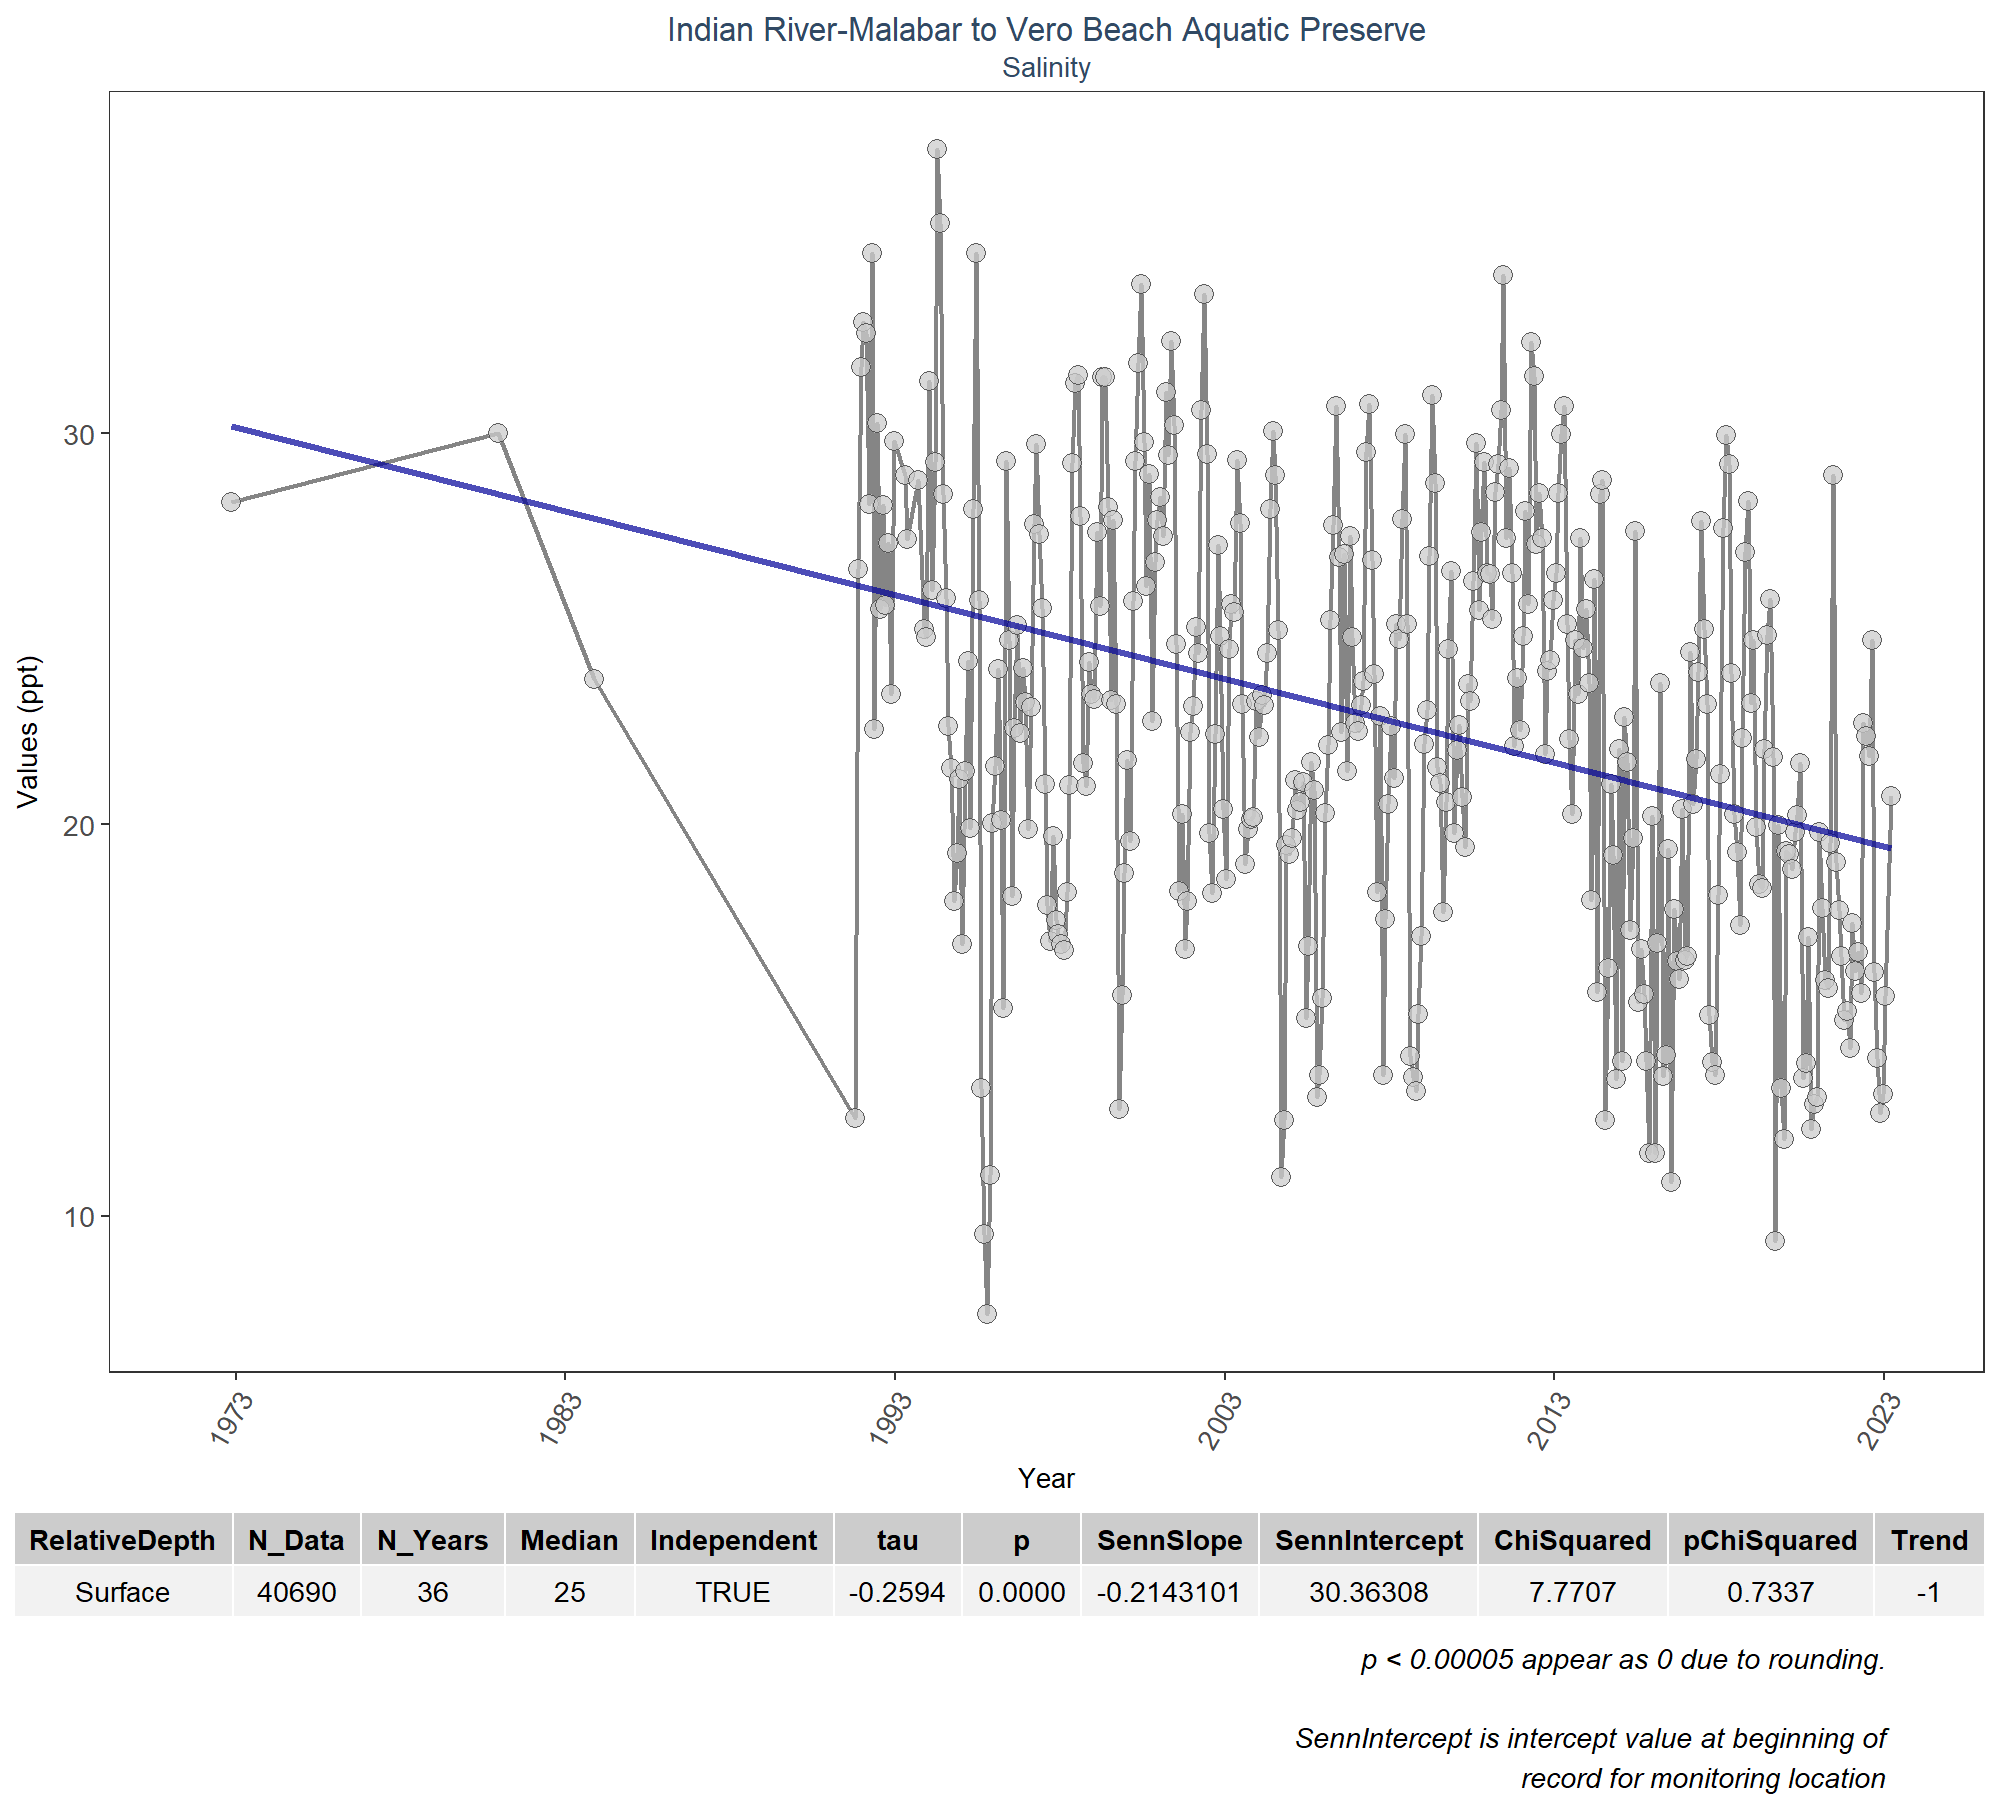 Indian River-Malabar to Vero Beach Aquatic Preserve
Salinity
Values (ppt)
30
20
10
1973 1983 1993 2003 2013 2023
Year
RelativeDepth N_Data N_Years Median Independent tau p SennSlope SennIntercept ChiSquared pChiSquared Trend
Surface 40690 36 25 TRUE -0.2594 0.0000 -0.2143101 30.36308 7.7707 0.7337 -1
p < 0.00005 appear as 0 due to rounding.
SennIntercept is intercept value at beginning of
record for monitoring location